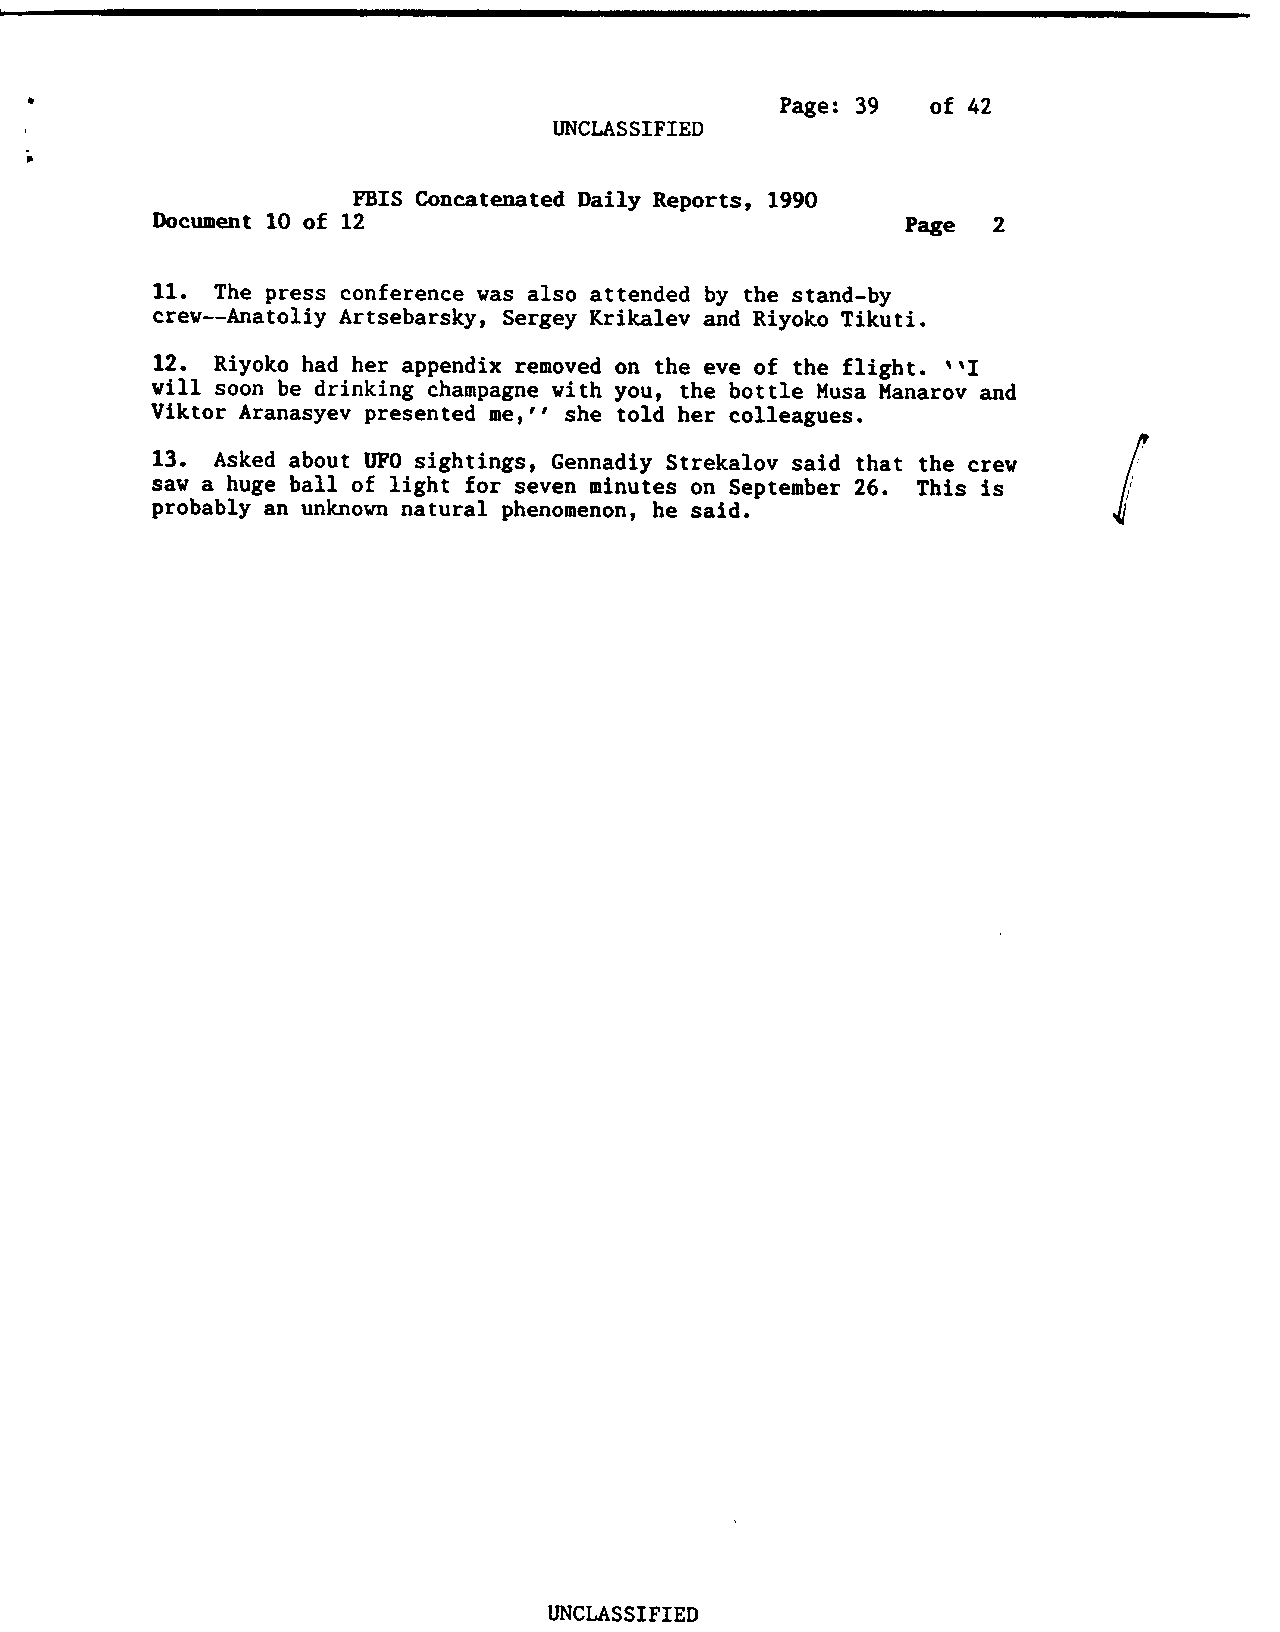 Page: 39 of 42
UNCLASSIFIED
FBIS Concatenated Daily Reports, 1990
Document 10 of 12 Page 2
11. The press conference was also attended by the stand-by
crew--Anatoliy Artsebarsky, Sergey Krikalev and Riyoko Tikuti.
12. Riyoko had her appendix removed on the eve of the flight. ``I
will soon be drinking champagne with you, the bottle Musa Manarov and
Viktor Aranasyev presented me,'' she told her colleagues.
13. Asked about UFO sightings, Gennadiy Strekalov said that the crew
saw a huge ball of light for seven minutes on September 26. This is
probably an unknown natural phenomenon, he said.
UNCLASSIFIED